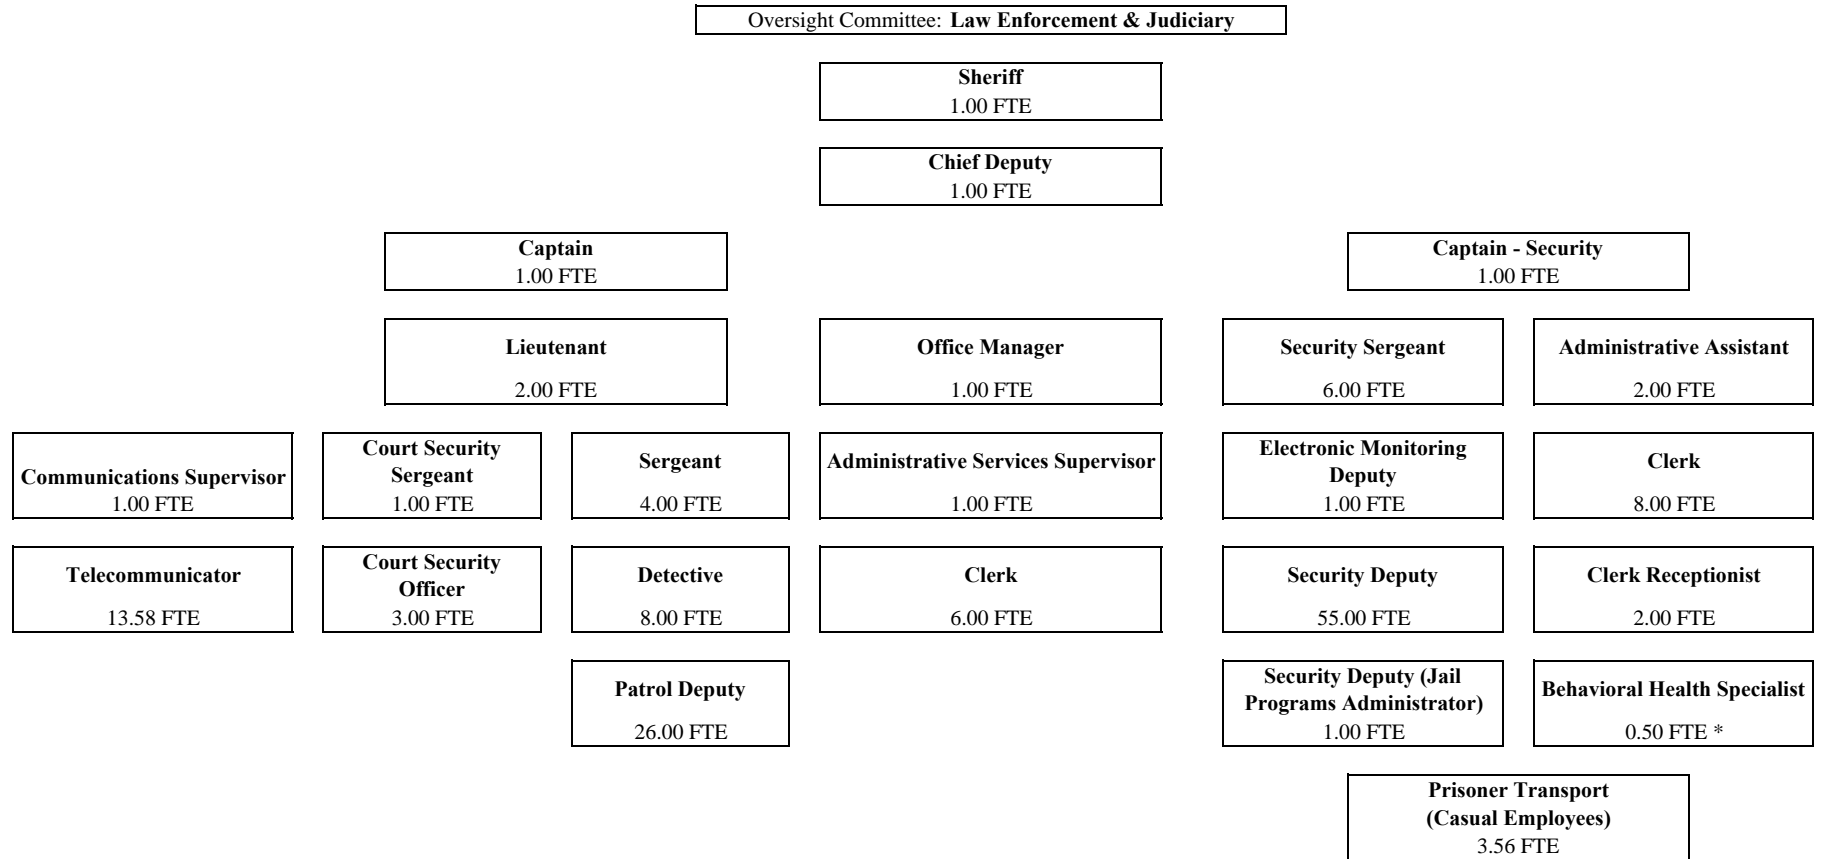 Oversight Committee: Law Enforcement & Judiciary
Sheriff
1.00 FTE
Chief Deputy
1.00 FTE
Captain
1.00 FTE
Captain - Security
1.00 FTE
Lieutenant
2.00 FTE
Office Manager
1.00 FTE
Security Sergeant
6.00 FTE
Administrative Assistant
2.00 FTE
Communications Supervisor
1.00 FTE
Court Security
Sergeant
1.00 FTE
Sergeant
4.00 FTE
Administrative Services Supervisor
1.00 FTE
Electronic Monitoring
Deputy
1.00 FTE
Clerk
8.00 FTE
Telecommunicator
13.58 FTE
Court Security
Officer
3.00 FTE
Detective
8.00 FTE
Clerk
6.00 FTE
Security Deputy
55.00 FTE
Clerk Receptionist
2.00 FTE
Patrol Deputy
26.00 FTE
Security Deputy (Jail
Programs Administrator)
1.00 FTE
Behavioral Health Specialist
0.50 FTE *
Prisoner Transport
(Casual Employees)
3.56 FTE